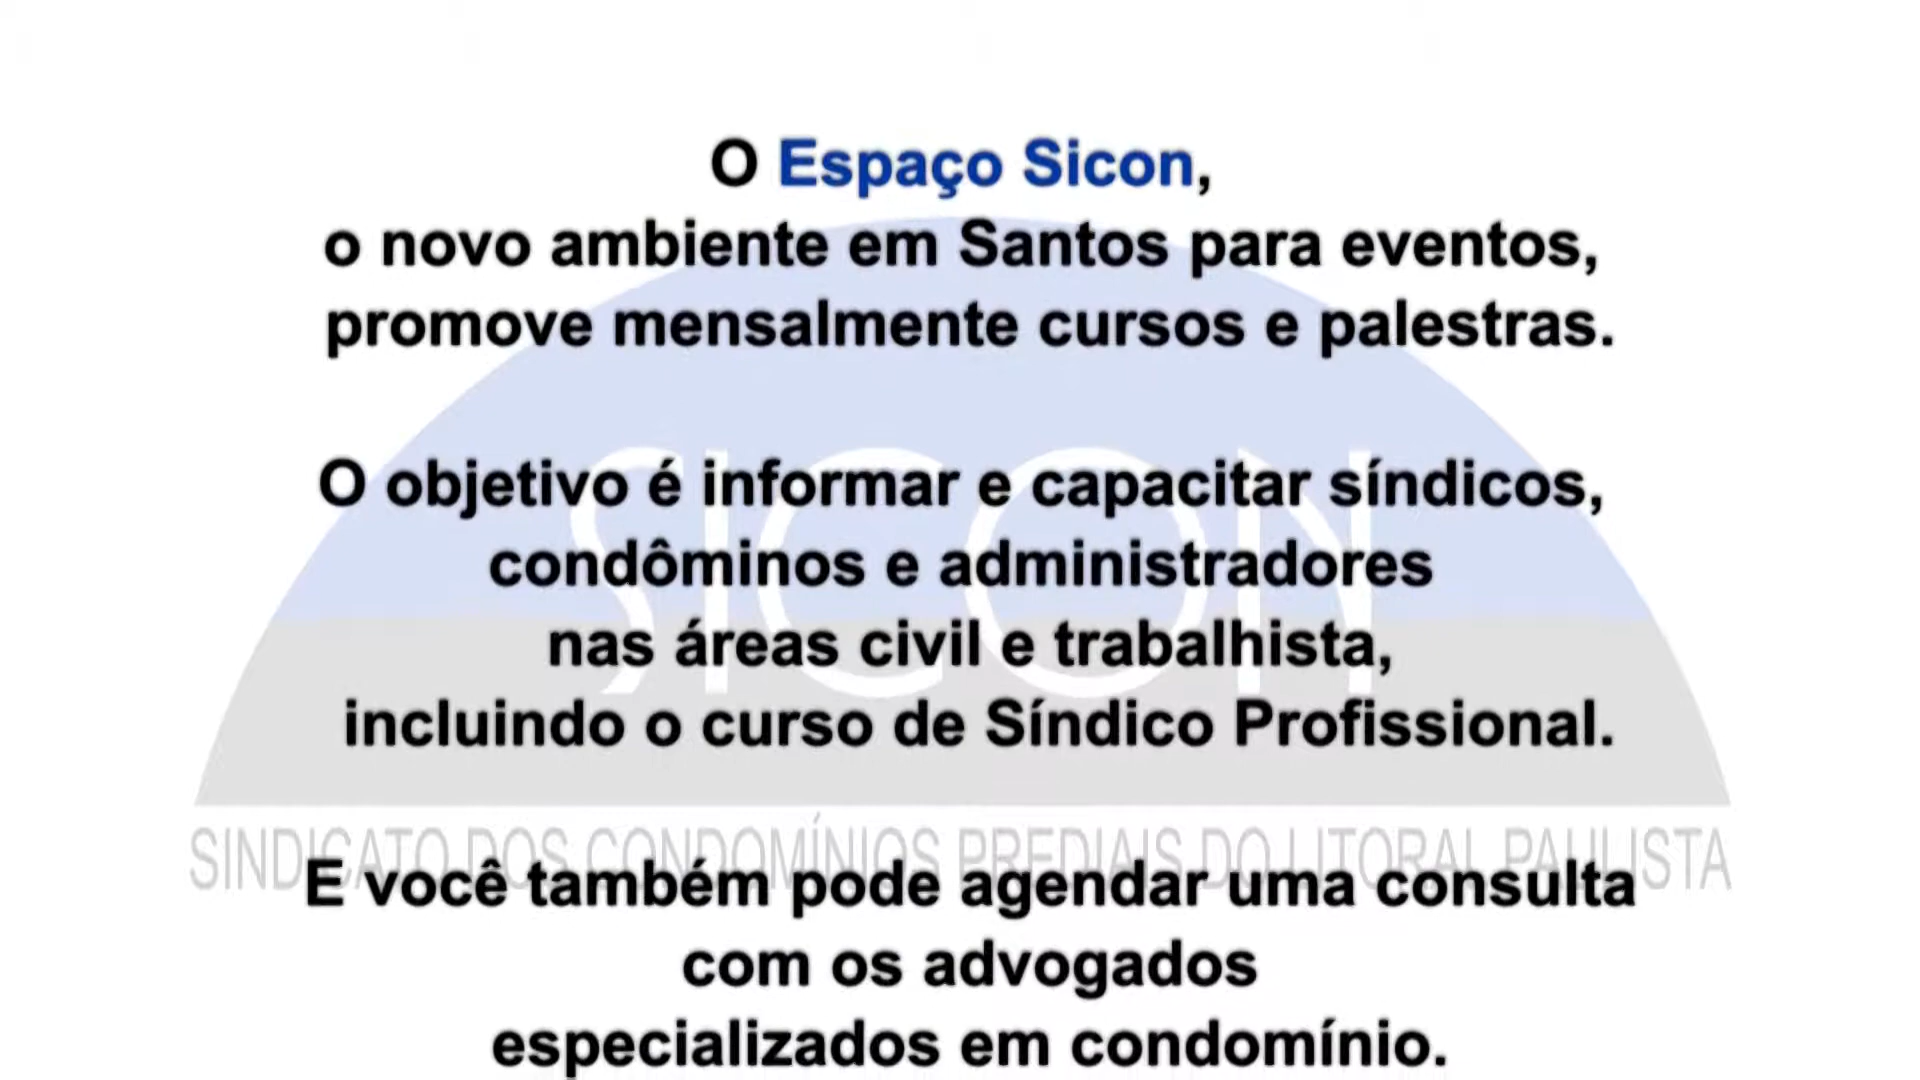 O Espaço Sicon,
o novo ambiente em Santos para eventos,
promove mensalmente cursos e palestras.
O objetivo é informar e capacitar síndicos,
condôminos e administradores
nas áreas civil e trabalhista,
incluindo o curso de Síndico Profissional.
SICON
SINDICATO DOS CONDOMÍNIOS PREDIAIS DO LITORAL PAULISTA
E você também pode agendar uma consulta
com os advogados
especializados em condomínio.